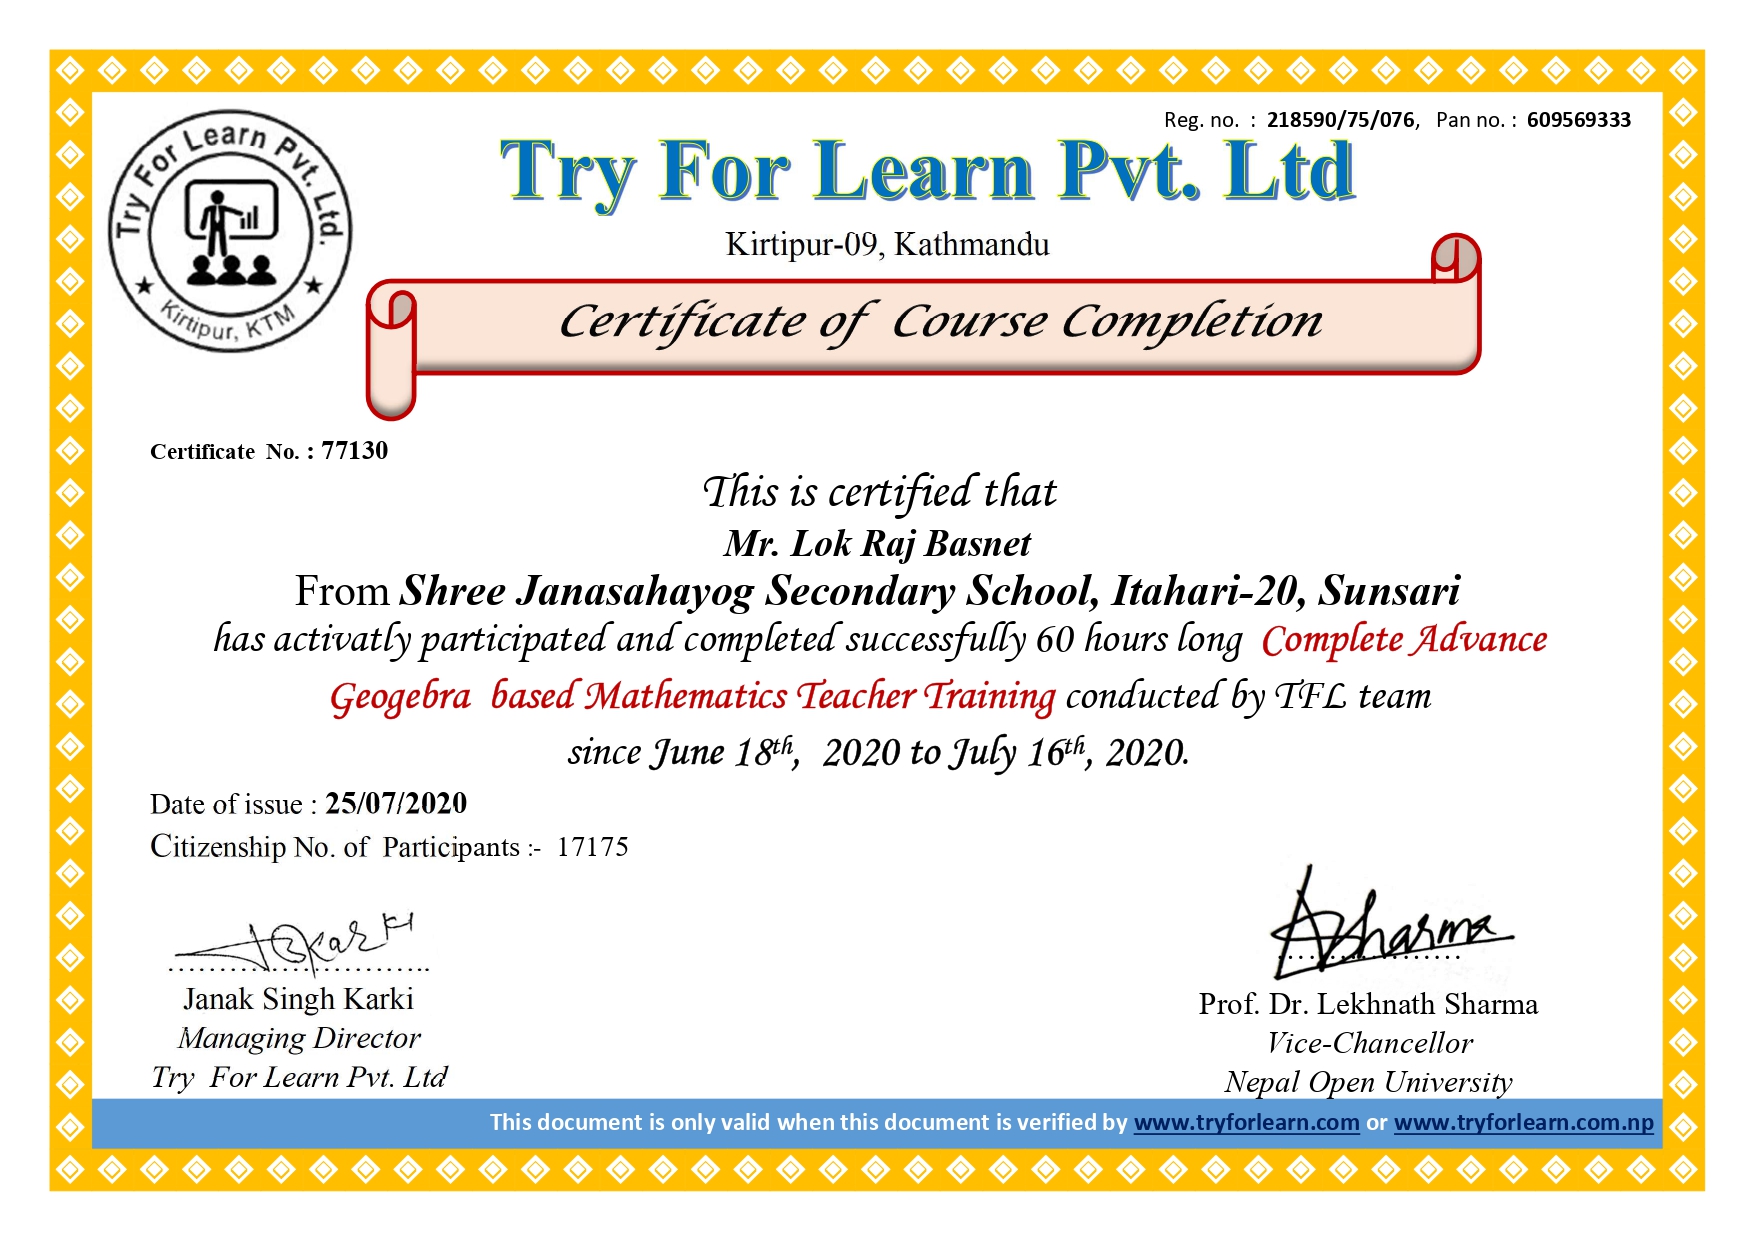 Reg. no. : 218590/75/076, Pan no. : 609569333
Try For Learn Pvt. Ltd.
Kirtipur, KTM
Try For Learn Pvt. Ltd
Kirtipur-09, Kathmandu
Certificate of Course Completion
Certificate No. : 77130
This is certified that
Mr. Lok Raj Basnet
From Shree Janasahayog Secondary School, Itahari-20, Sunsari
has activatly participated and completed successfully 60 hours long Complete Advance
Geogebra based Mathematics Teacher Training conducted by TFL team
since June 18th, 2020 to July 16th, 2020.
Date of issue : 25/07/2020
Citizenship No. of Participants :- 17175
JSKarki
Janak Singh Karki
Managing Director
Try For Learn Pvt. Ltd
Sharma
Prof. Dr. Lekhnath Sharma
Vice-Chancellor
Nepal Open University
This document is only valid when this document is verified by www.tryforlearn.com or www.tryforlearn.com.np